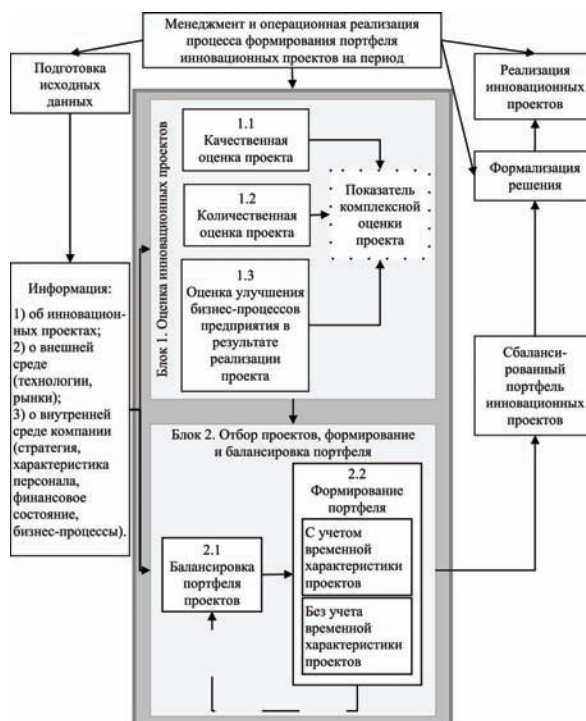 Менеджмент и операционная реализация
процесса формирования портфеля
инновационных проектов на период
Подготовка
исходных
данных
Информация:
1) об инновацион-
ных проектах;
2) о внешней
среде
(технологии,
рынки);
3) о внутренней
среде компании
(стратегия,
характеристика
персонала,
финансовое
состояние,
бизнес-процессы).
Блок 1. Оценка инновационных проектов
1.1
Качественная
оценка проекта
1.2
Количественная
оценка проекта
1.3
Оценка улучшения
бизнес-процессов
предприятия в
результате
реализации
проекта
Показатель
комплексной
оценки
проекта
Блок 2. Отбор проектов, формирование
и балансировка портфеля
2.1
Балансировка
портфеля
проектов
2.2
Формирование
портфеля
С учетом
временной
характеристики
проектов
Без учета
временной
характеристики
проектов
Реализация
инновационных
проектов
Формализация
решения
Сбаланси-
рованный
портфель
инновационных
проектов